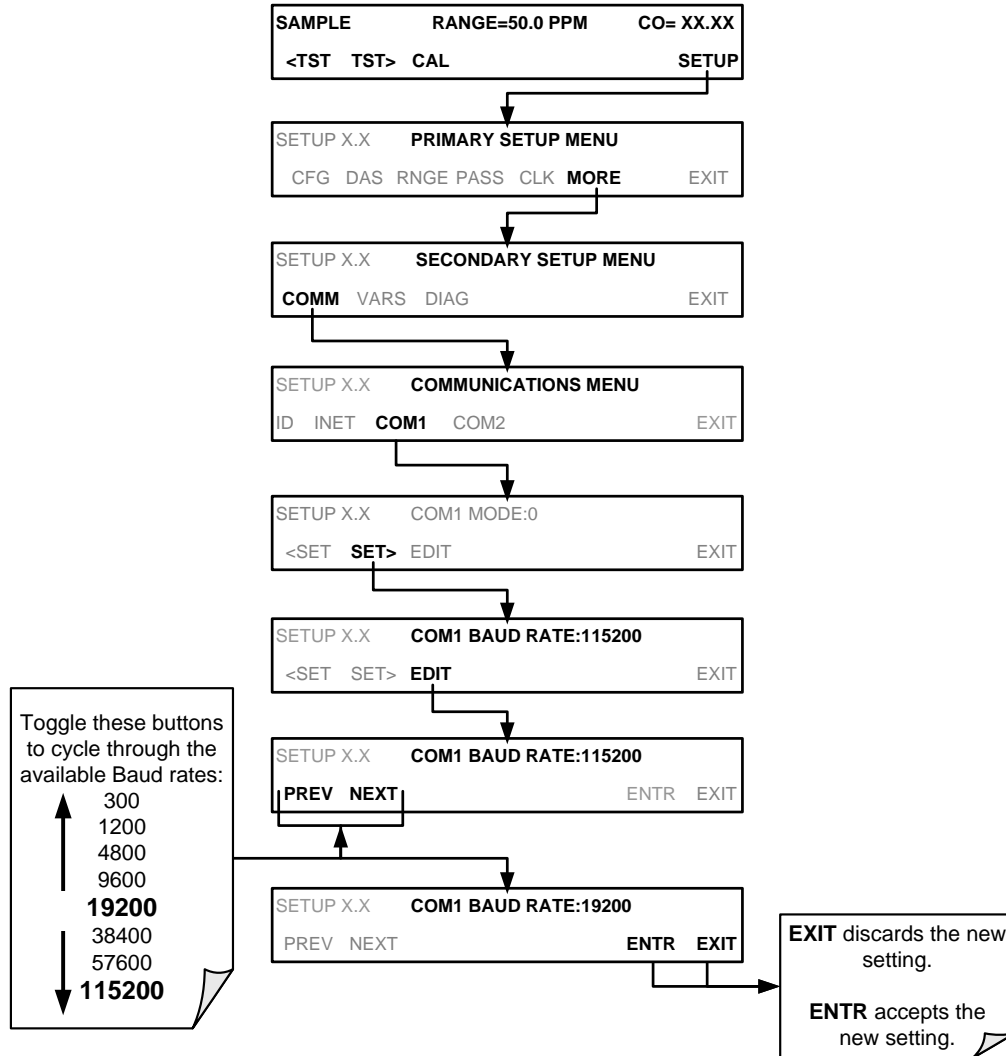 SAMPLE RANGE=50.0 PPM CO= XX.XX
<TST TST> CAL SETUP
SETUP X.X PRIMARY SETUP MENU
CFG DAS RNGE PASS CLK MORE EXIT
SETUP X.X SECONDARY SETUP MENU
COMM VARS DIAG EXIT
SETUP X.X COMMUNICATIONS MENU
ID INET COM1 COM2 EXIT
SETUP X.X COM1 MODE:0
<SET SET> EDIT EXIT
SETUP X.X COM1 BAUD RATE:115200
<SET SET> EDIT EXIT
SETUP X.X COM1 BAUD RATE:115200
PREV NEXT ENTR EXIT
Toggle these buttons
to cycle through the
available Baud rates:
300
1200
4800
9600
19200
38400
57600
115200
SETUP X.X COM1 BAUD RATE:19200
PREV NEXT ENTR EXIT
EXIT discards the new
setting.
ENTR accepts the
new setting.